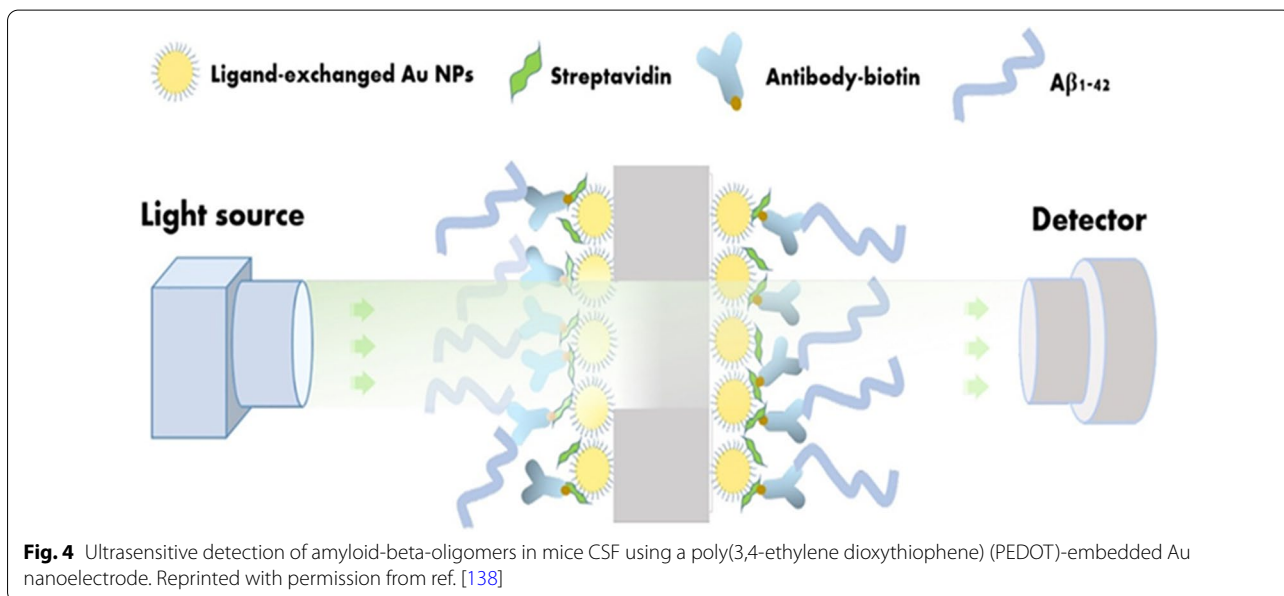 Ligand-exchanged Au NPs
Streptavidin
Antibody-biotin
Aβ1-42
Light source
Detector
Fig. 4 Ultrasensitive detection of amyloid-beta-oligomers in mice CSF using a poly(3,4-ethylene dioxythiophene) (PEDOT)-embedded Au
nanoelectrode. Reprinted with permission from ref. [138]